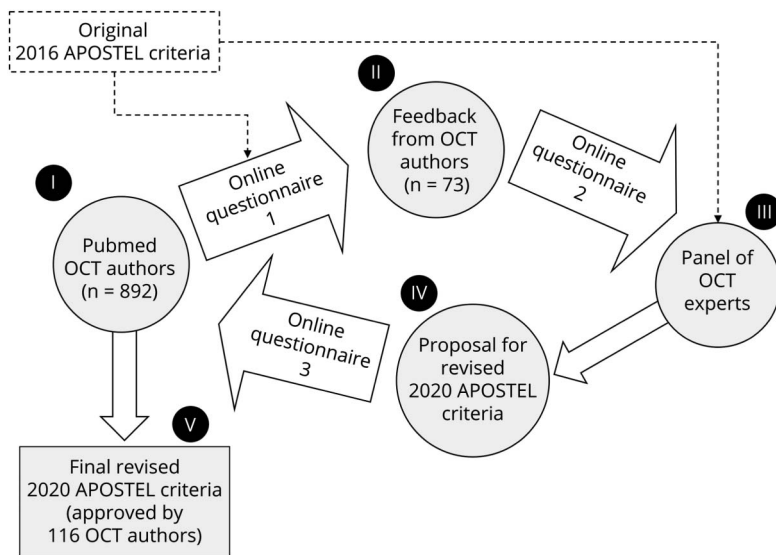 Original
2016 APOSTEL criteria
II
Feedback
from OCT
authors
(n = 73)
I
Online
questionnaire
1
Online
questionnaire
2
III
Pubmed
OCT authors
(n = 892)
Panel of
OCT
experts
IV
Online
questionnaire
3
Proposal for
revised
2020 APOSTEL
criteria
V
Final revised
2020 APOSTEL criteria
(approved by
116 OCT authors)